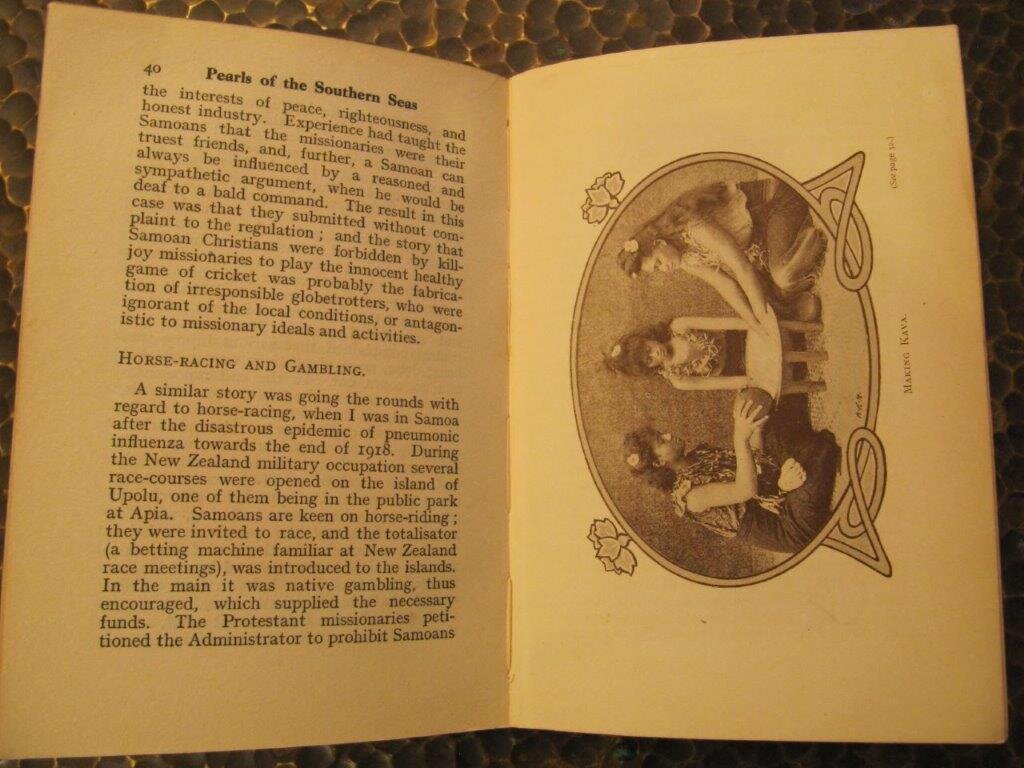 40 Pearls of the Southern Seas
the interests of peace, righteousness, and
honest industry. Experience had taught the
Samoans that the missionaries were their
truest friends, and, further, a Samoan can
always be influenced by a reasoned and
sympathetic argument, when he would be
deaf to a bald command. The result in this
case was that they submitted without com-
plaint to the regulation; and the story that
Samoan Christians were forbidden by kill-
joy missionaries to play the innocent healthy
game of cricket was probably the fabrica-
tion of irresponsible globetrotters, who were
ignorant of the local conditions, or antagon-
istic to missionary ideals and activities.
HORSE-RACING AND GAMBLING.
A similar story was going the rounds with
regard to horse-racing, when I was in Samoa
after the disastrous epidemic of pneumonic
influenza towards the end of 1918. During
the New Zealand military occupation several
race-courses were opened on the island of
Upolu, one of them being in the public park
at Apia. Samoans are keen on horse-riding;
they were invited to race, and the totalisator
(a betting machine familiar at New Zealand
race meetings), was introduced to the islands.
In the main it was native gambling, thus
encouraged, which supplied the necessary
funds. The Protestant missionaries peti-
tioned the Administrator to prohibit Samoans
MAKING KAVA.
(See page 32.)